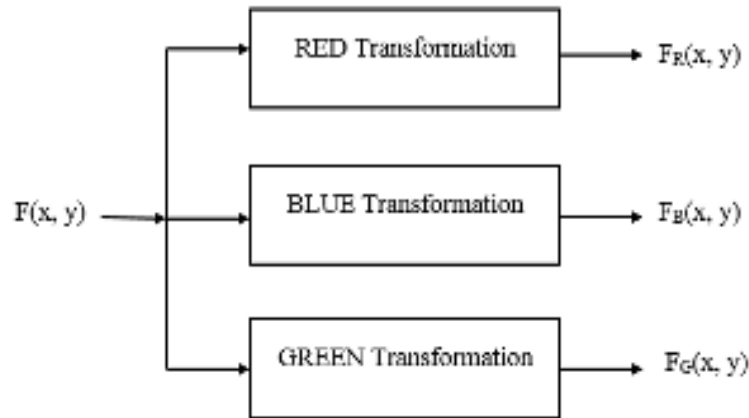 RED Transformation
F_R(x, y)
F(x, y)
BLUE Transformation
F_B(x, y)
GREEN Transformation
F_G(x, y)